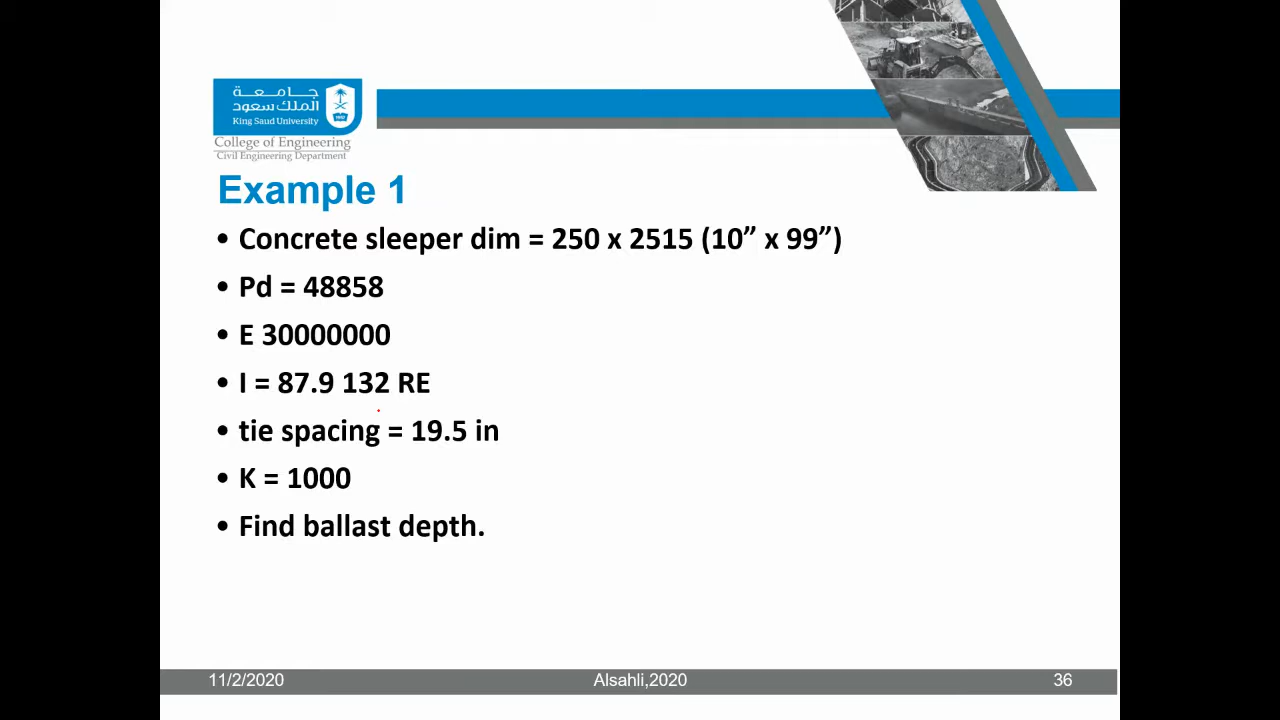 جامعة
الملك سعود
King Saud University
1957
College of Engineering
Civil Engineering Department
Example 1
• Concrete sleeper dim = 250 x 2515 (10” x 99”)
• Pd = 48858
• E 30000000
• I = 87.9 132 RE
• tie spacing = 19.5 in
• K = 1000
• Find ballast depth.
11/2/2020
Alsahli,2020
36